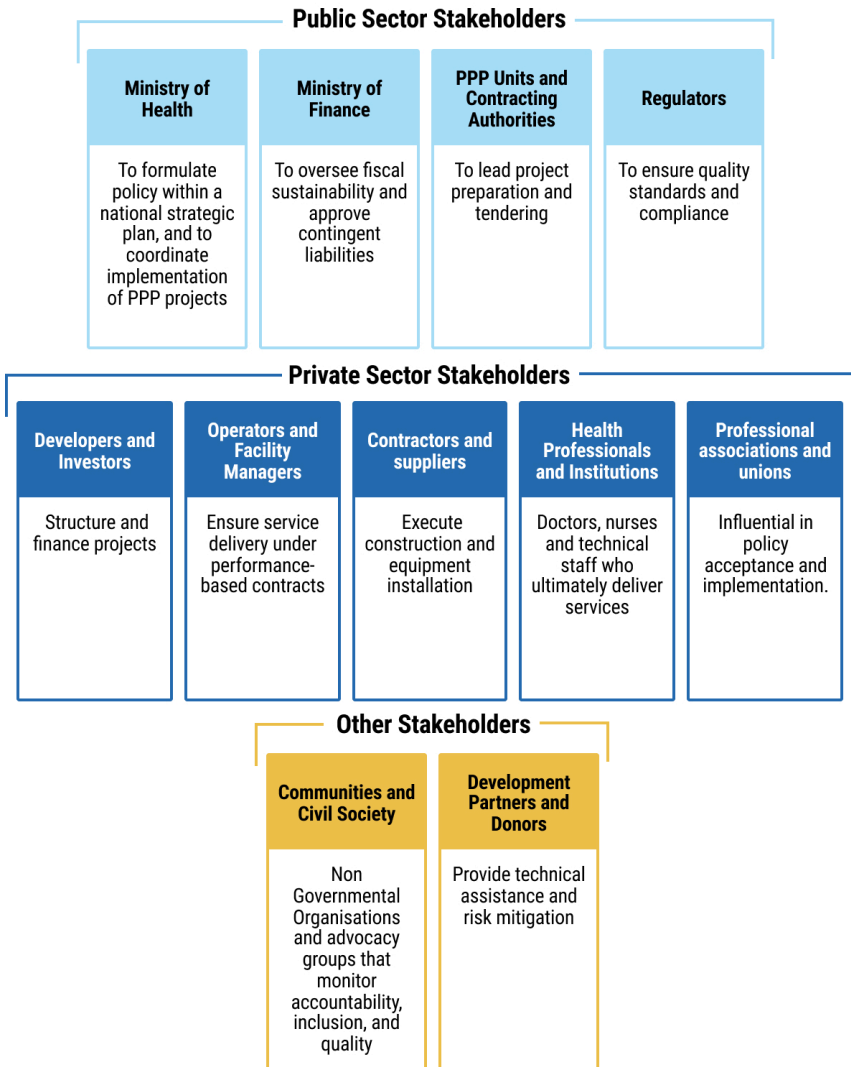 Public Sector Stakeholders
Ministry of
Health
To formulate
policy within a
national strategic
plan, and to
coordinate
implementation
of PPP projects
Ministry of
Finance
To oversee fiscal
sustainability and
approve
contingent
liabilities
PPP Units and
Contracting
Authorities
To lead project
preparation and
tendering
Regulators
To ensure quality
standards and
compliance
Private Sector Stakeholders
Developers and
Investors
Structure and
finance projects
Operators and
Facility
Managers
Ensure service
delivery under
performance-
based contracts
Contractors and
suppliers
Execute
construction and
equipment
installation
Health
Professionals
and Institutions
Doctors, nurses
and technical
staff who
ultimately deliver
services
Professional
associations and
unions
Influential in
policy
acceptance and
implementation.
Other Stakeholders
Communities and
Civil Society
Non
Governmental
Organisations
and advocacy
groups that
monitor
accountability,
inclusion, and
quality
Development
Partners and
Donors
Provide technical
assistance and
risk mitigation